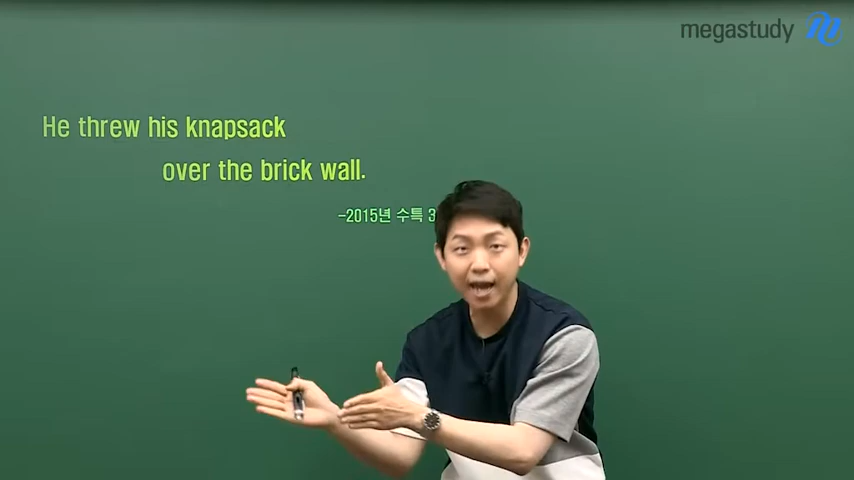 megastudy
He threw his knapsack
over the brick wall.
-2015년 수특 3